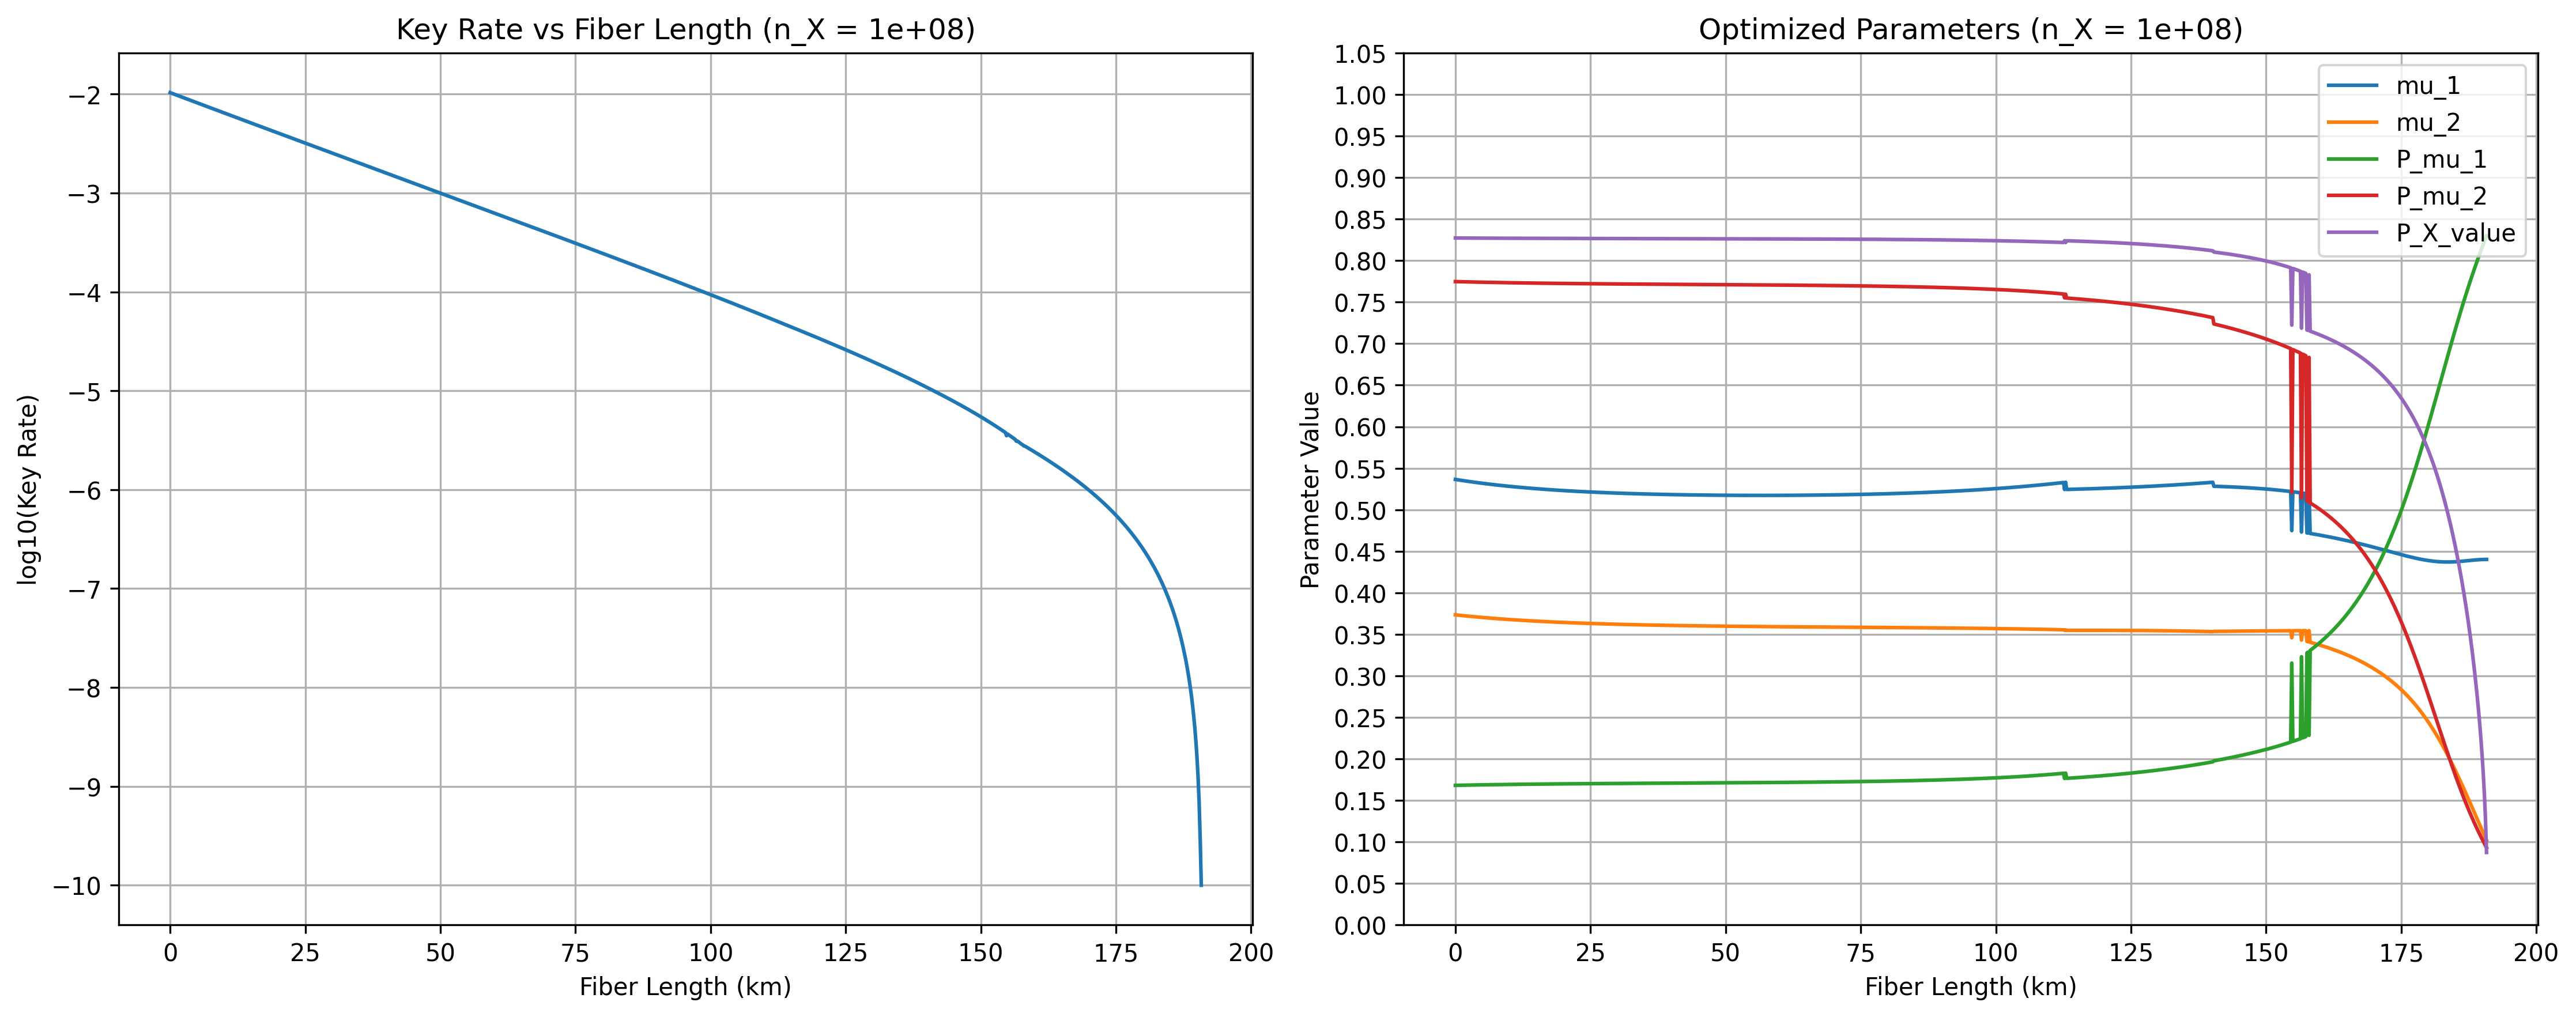 Key Rate vs Fiber Length (n_X = 1e+08)
log10(Key Rate)
−2
−3
−4
−5
−6
−7
−8
−9
−10
0 25 50 75 100 125 150 175 200
Fiber Length (km)
Optimized Parameters (n_X = 1e+08)
Parameter Value
1.05
1.00
0.95
0.90
0.85
0.80
0.75
0.70
0.65
0.60
0.55
0.50
0.45
0.40
0.35
0.30
0.25
0.20
0.15
0.10
0.05
0.00
mu_1
mu_2
P_mu_1
P_mu_2
P_X_value
0 25 50 75 100 125 150 175 200
Fiber Length (km)